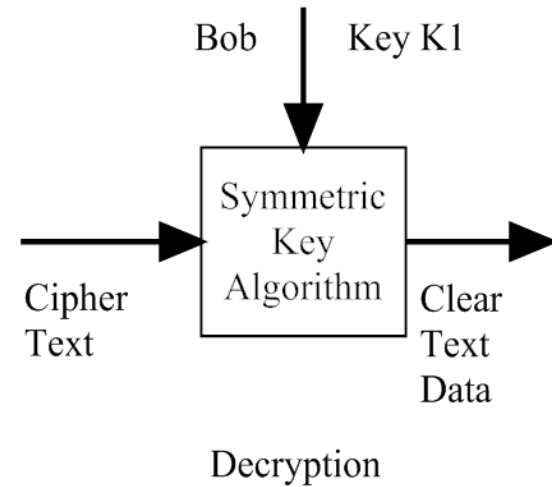 Bob Key K1
Symmetric
Key
Algorithm
Cipher
Text
Clear
Text
Data
Decryption